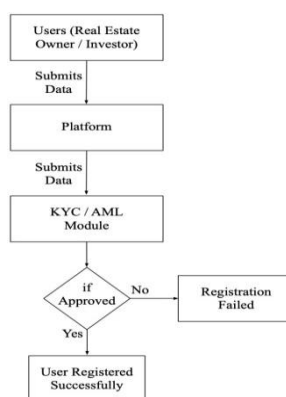 Users (Real Estate
Owner / Investor)
Submits
Data
Platform
Submits
Data
KYC / AML
Module
if
Approved
No
Registration
Failed
Yes
User Registered
Successfully